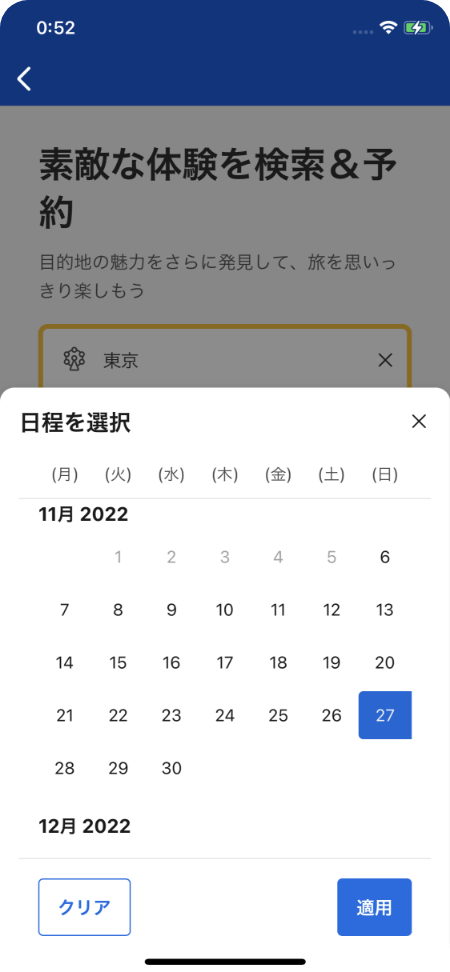 0:52
素敵な体験を検索＆予
約
目的地の魅力をさらに発見して、旅を思いっ
きり楽しもう
東京
日程を選択
(月) (火) (水) (木) (金) (土) (日)
11月 2022
1 2 3 4 5 6
7 8 9 10 11 12 13
14 15 16 17 18 19 20
21 22 23 24 25 26 27
28 29 30
12月 2022
クリア 適用